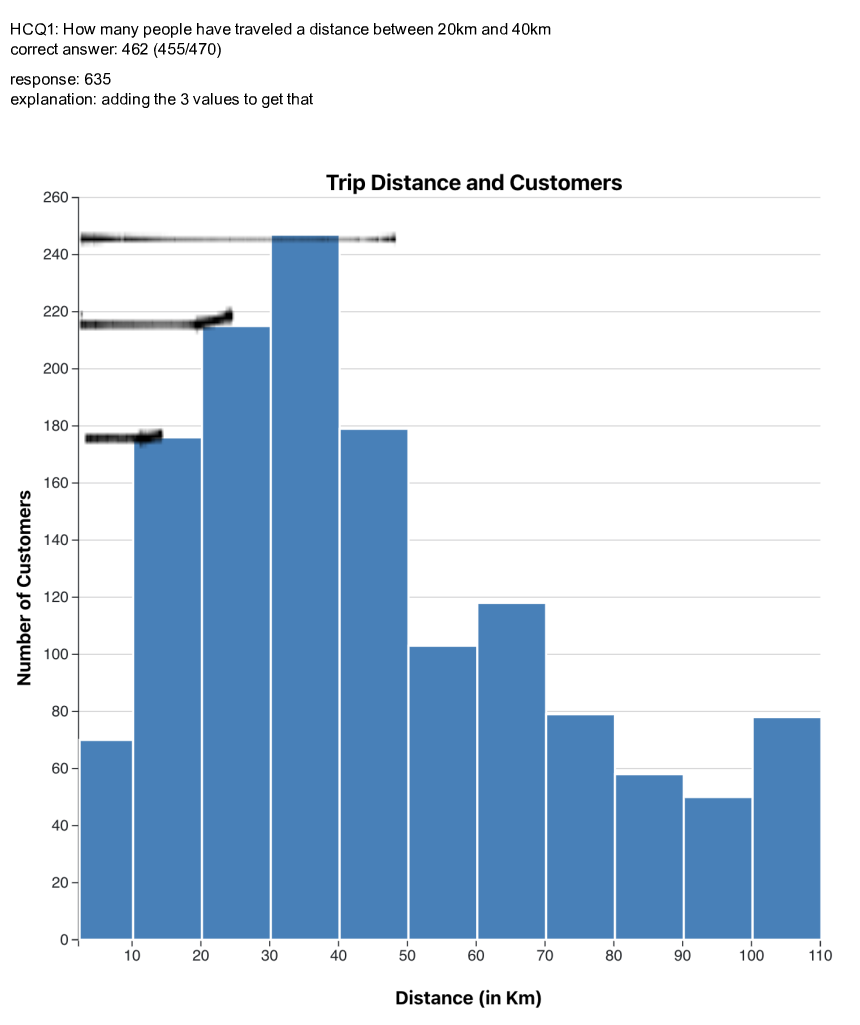 HCQ1: How many people have traveled a distance between 20km and 40km
correct answer: 462 (455/470)
response: 635
explanation: adding the 3 values to get that
Trip Distance and Customers
260
240
220
200
180
160
140
120
100
80
60
40
20
0
Number of Customers
10 20 30 40 50 60 70 80 90 100 110
Distance (in Km)